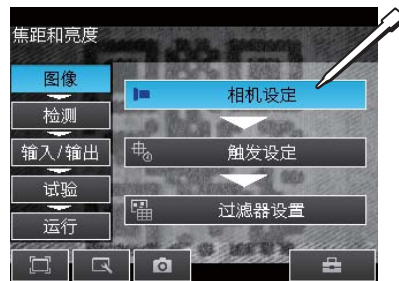 焦距和亮度
图像
检测
输入/输出
试验
运行
相机设定
触发设定
过滤器设置